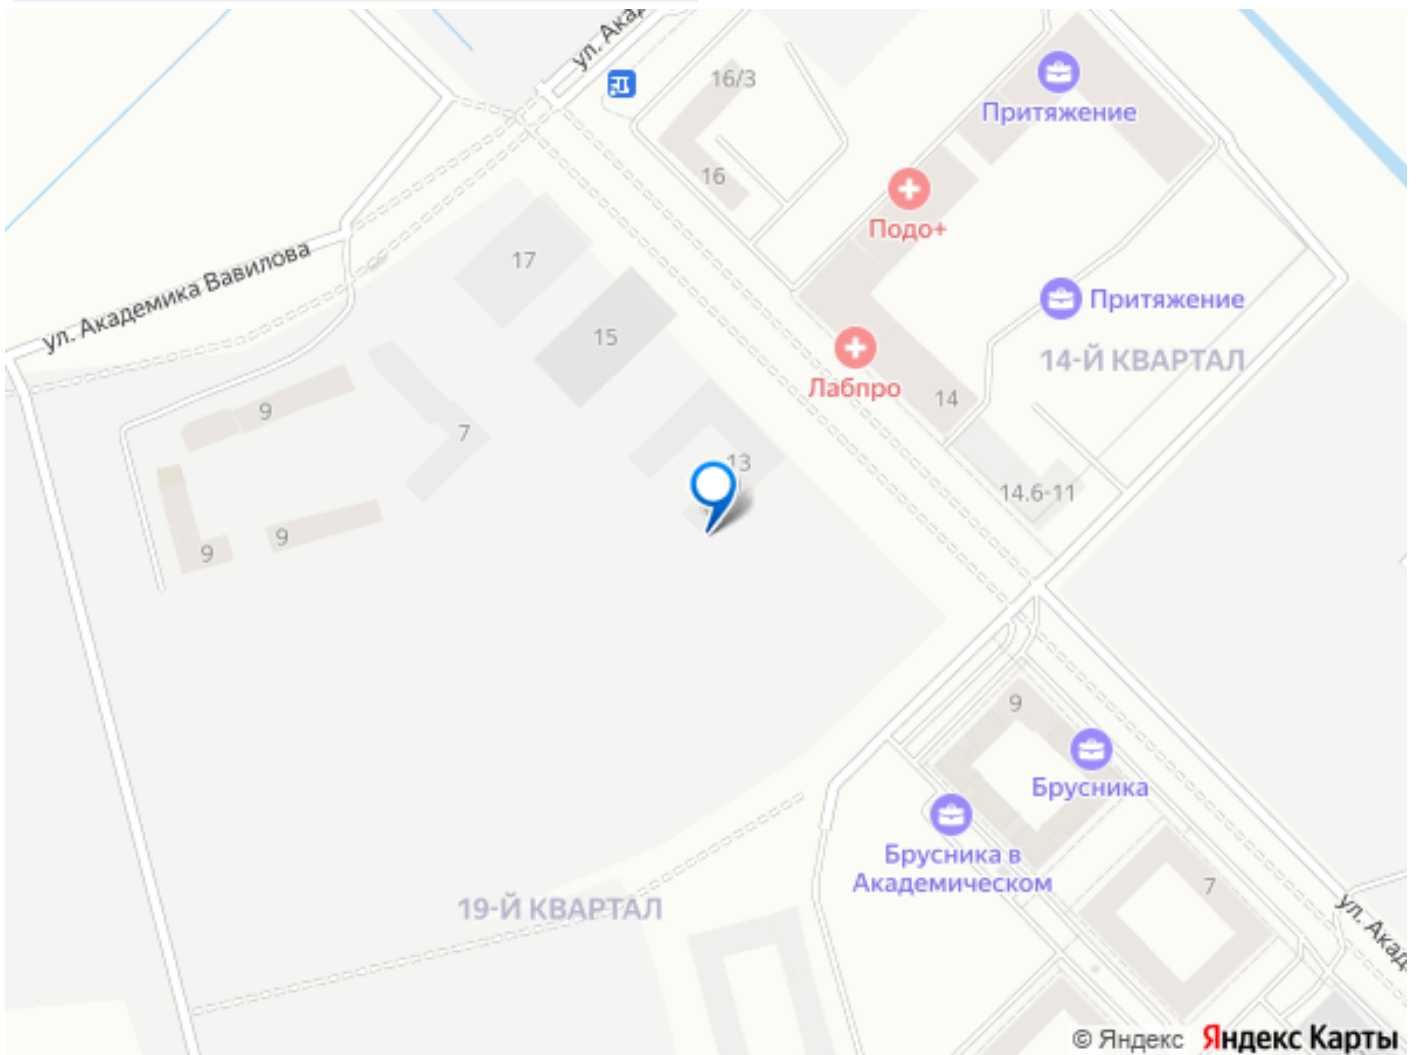 ул. Акад
16/3
Притяжение
16
Подо+
17
ул. Академика Вавилова
Притяжение
15
14-Й КВАРТАЛ
Лабпро
14
9
7
13
14.6-11
9
9
9
Брусника
Брусника в
Академическом
7
19-Й КВАРТАЛ
ул. Акад
© Яндекс Яндекс Карты